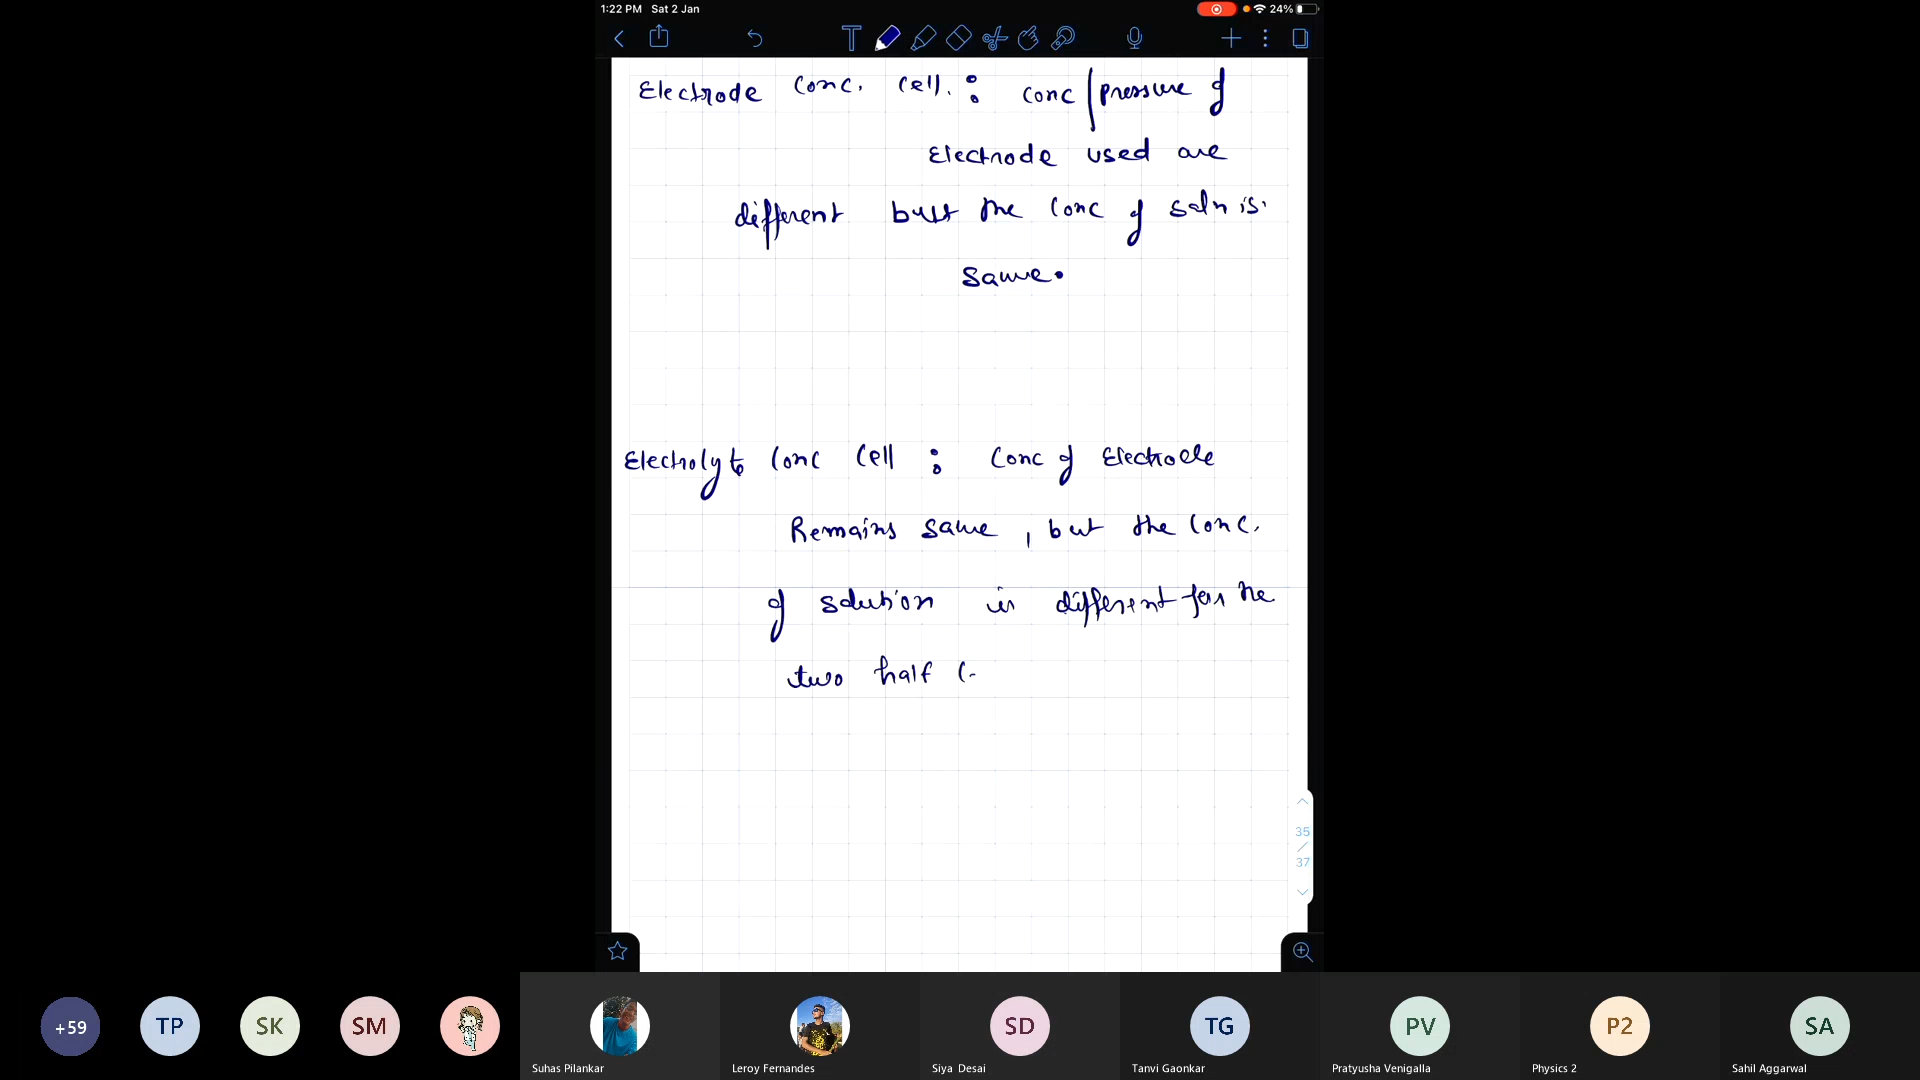 1:22 PM Sat 2 Jan
24%
Electrode conc. cell. : conc/pressure of
Electrode used are
different but the conc of soln is.
same.
Electrolyte conc cell : conc of Electrode
Remains same, but the conc.
of solution is different for the
two half c
35
/
37
+59
TP
SK
SM
SD
TG
PV
P2
SA
Suhas Pilankar
Leroy Fernandes
Siya Desai
Tanvi Gaonkar
Pratyusha Venigalla
Physics 2
Sahil Aggarwal